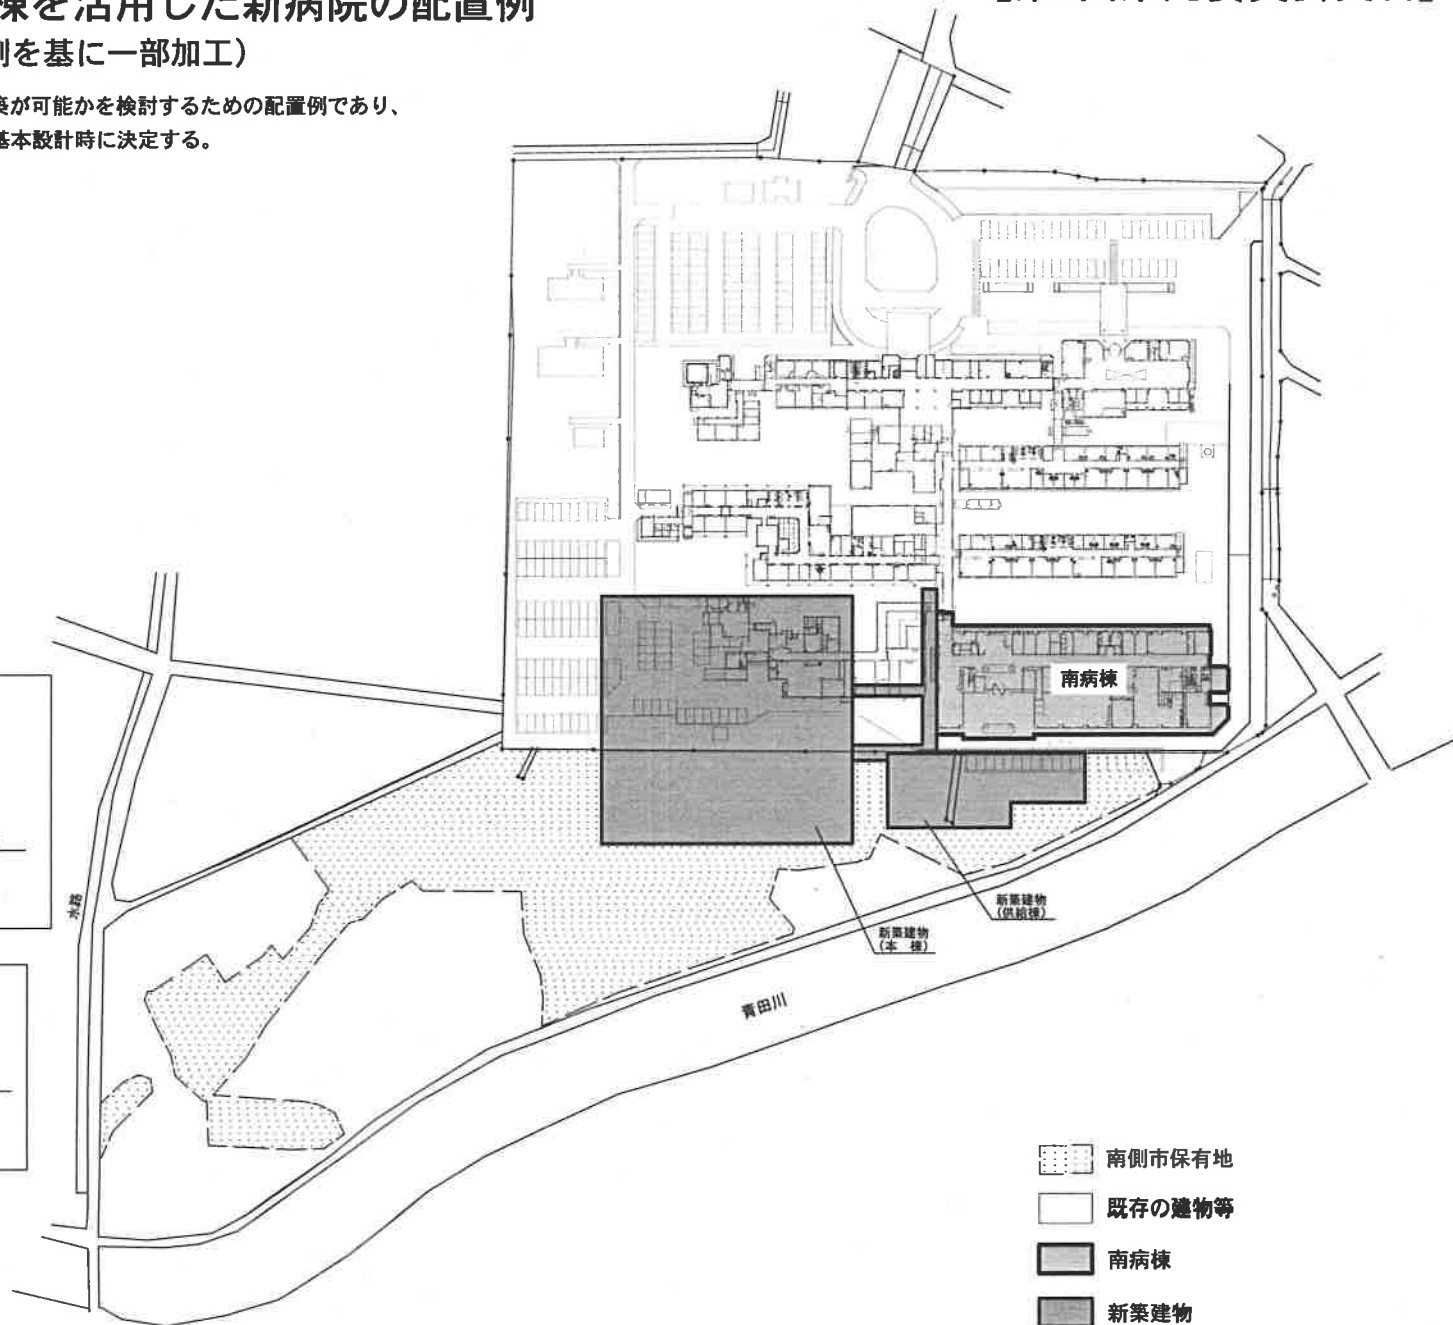 棟を活用した新病院の配置例
例を基に一部加工）
築が可能かを検討するための配置例であり、
基本設計時に決定する。
南病棟
水路
新築建物
（供給棟）
新築建物
（本　棟）
青田川
南側市保有地
既存の建物等
南病棟
新築建物